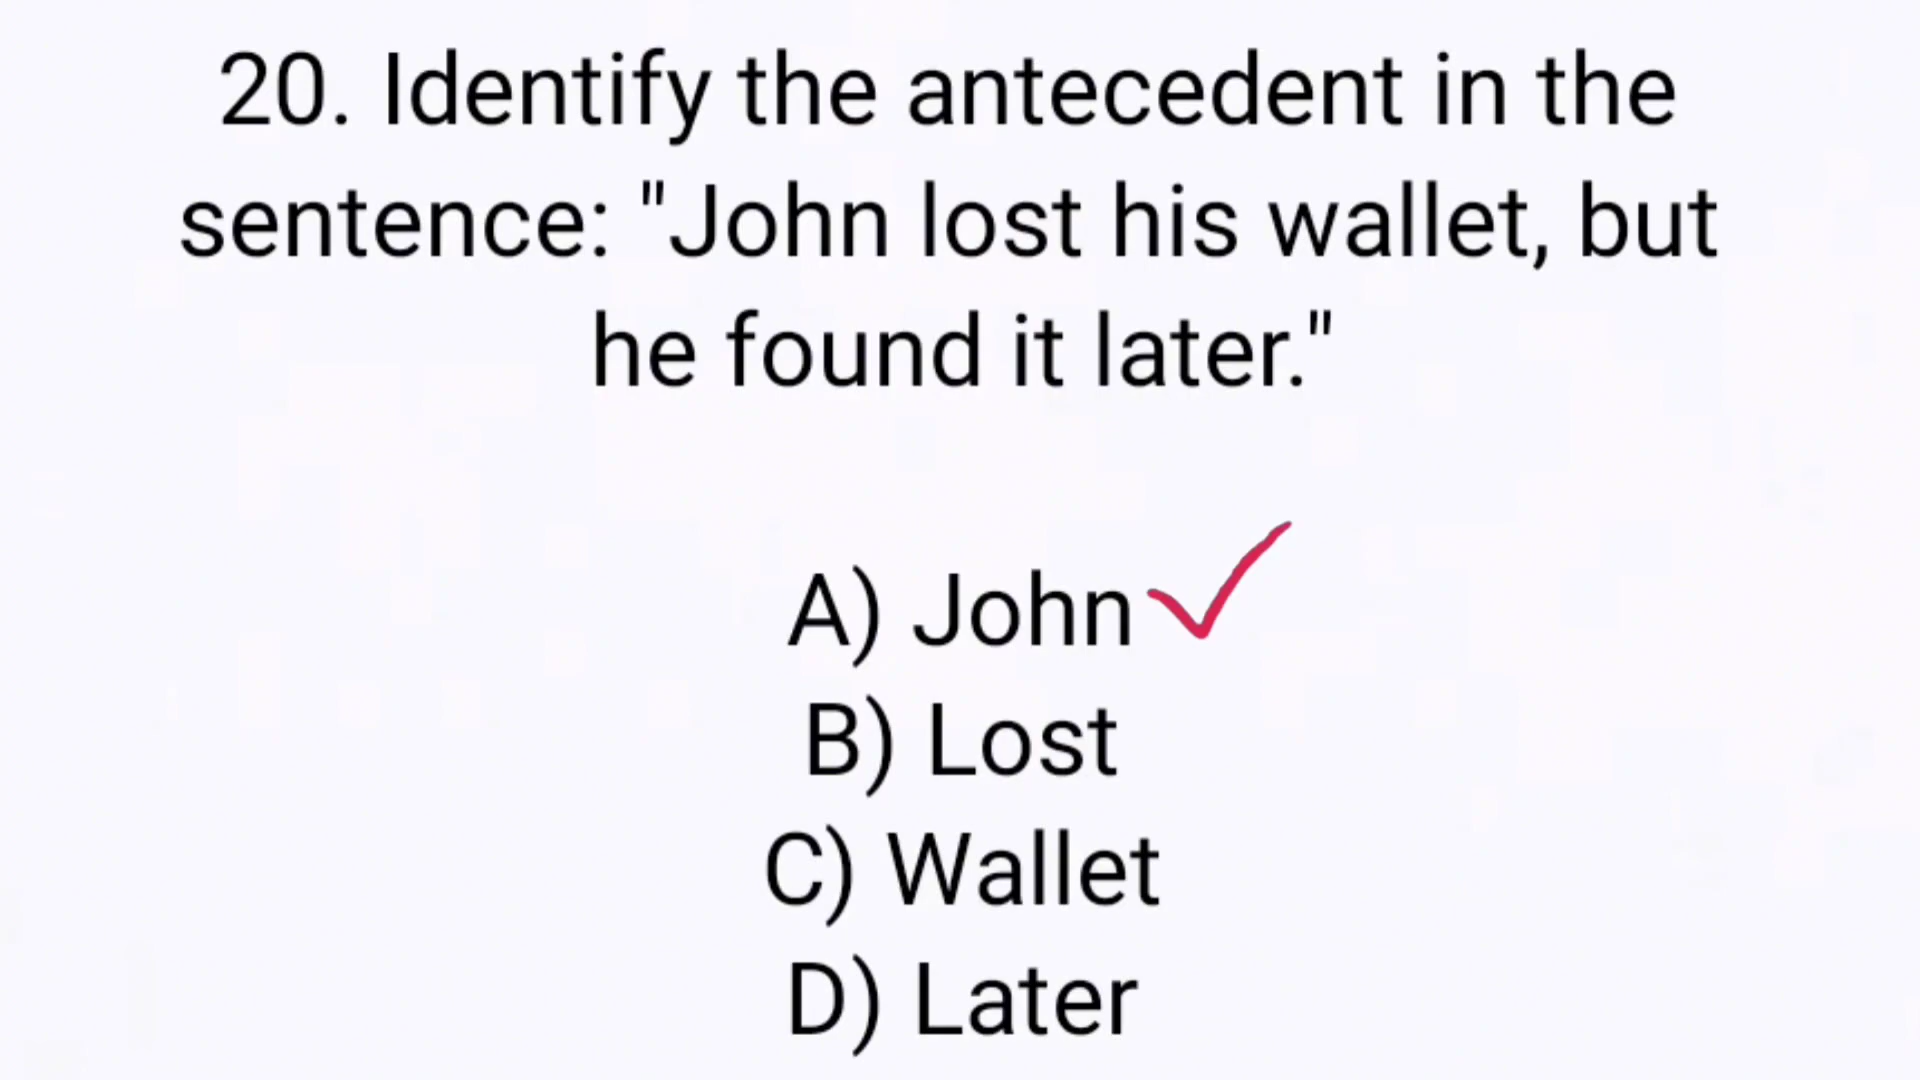 20. Identify the antecedent in the
sentence: "John lost his wallet, but
he found it later."
A) John
B) Lost
C) Wallet
D) Later